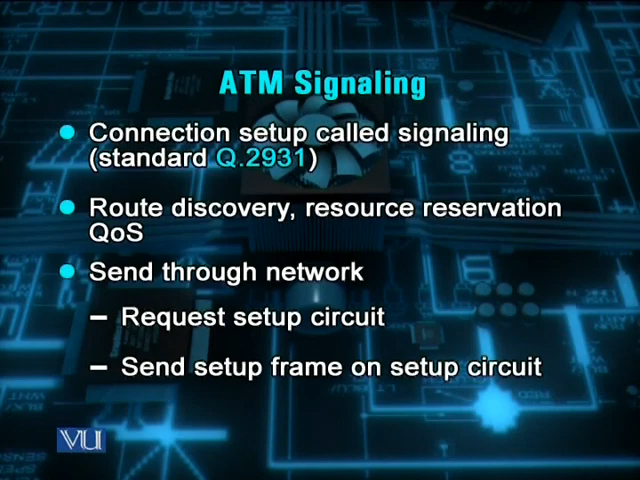 ATM Signaling
● Connection setup called signaling
(standard Q.2931)
● Route discovery, resource reservation
QoS
● Send through network
– Request setup circuit
– Send setup frame on setup circuit
VU